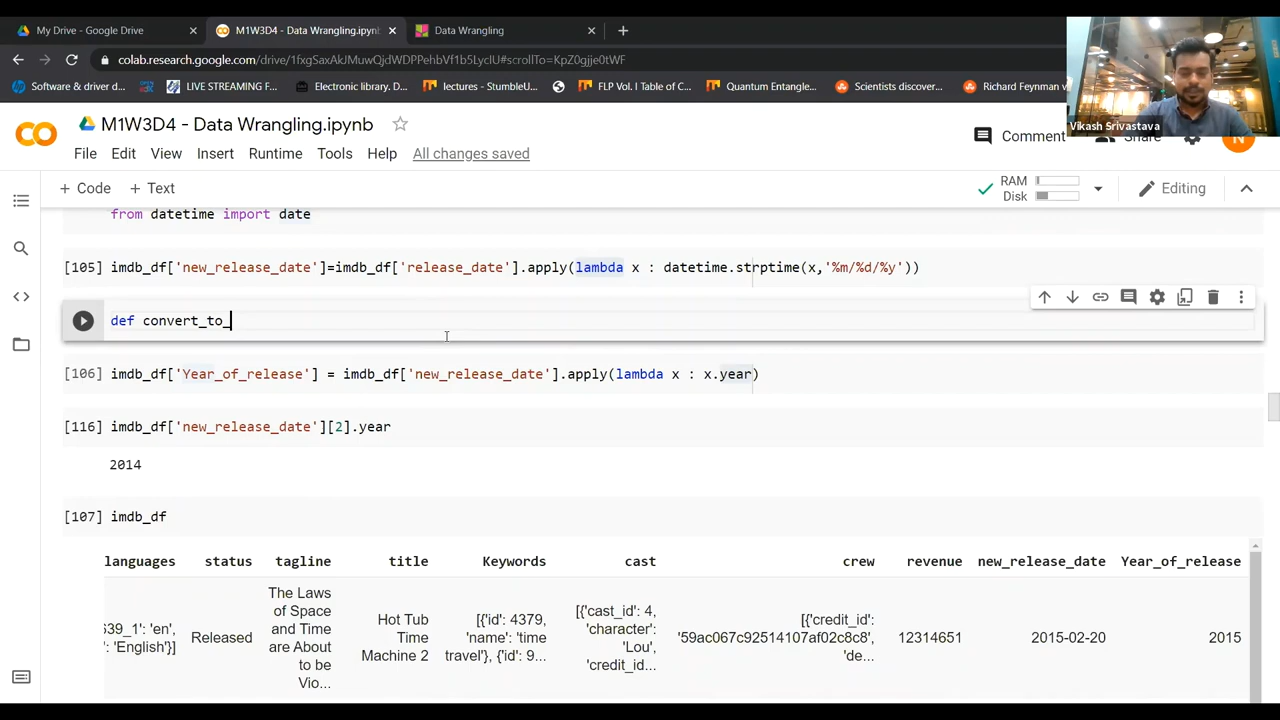 My Drive - Google Drive
M1W3D4 - Data Wrangling.ipynb
Data Wrangling
colab.research.google.com/drive/1fxgSaxAkJMuwQjdWDPPehbVf1b5LycIU#scrollTo=KpZ0gjje0tWF
Software & driver d...
LIVE STREAMING F...
Electronic library. D...
lectures - StumbleU...
FLP Vol. I Table of C...
Quantum Entangle...
Scientists discover...
Richard Feynman v
Vikash Srivastava
M1W3D4 - Data Wrangling.ipynb
Comment
Share
N
File Edit View Insert Runtime Tools Help All changes saved
+ Code + Text
RAM
Disk
Editing
from datetime import date
[105] imdb_df['new_release_date']=imdb_df['release_date'].apply(lambda x : datetime.strptime(x,'%m/%d/%y'))
def convert_to_
[106] imdb_df['Year_of_release'] = imdb_df['new_release_date'].apply(lambda x : x.year)
[116] imdb_df['new_release_date'][2].year
2014
[107] imdb_df
languages status tagline title Keywords cast crew revenue new_release_date Year_of_release
639_1': 'en',
': 'English'}]
Released
The Laws
of Space
and Time
are About
to be
Vio...
Hot Tub
Time
Machine 2
[{'id': 4379,
'name': 'time
travel'}, {'id': 9...
[{'cast_id': 4,
'character':
'Lou',
'credit_id...
[{'credit_id':
'59ac067c92514107af02c8c8',
'de...
12314651
2015-02-20
2015